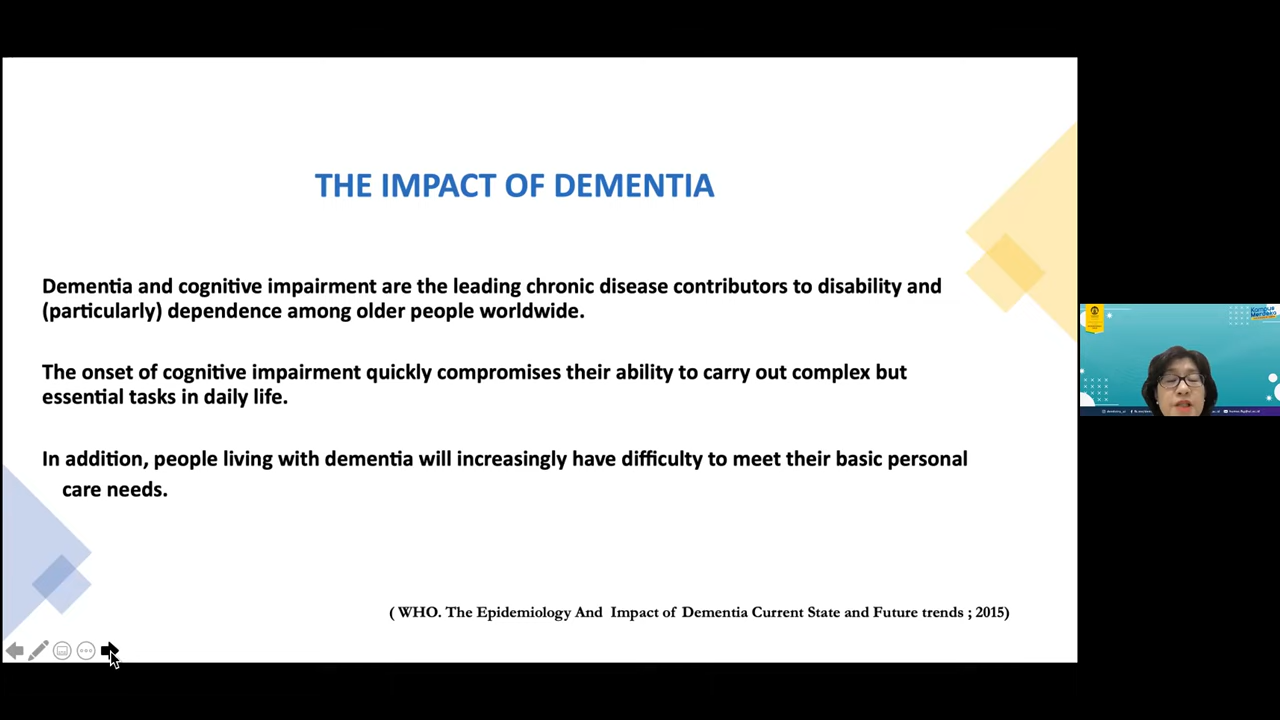 THE IMPACT OF DEMENTIA
Dementia and cognitive impairment are the leading chronic disease contributors to disability and
(particularly) dependence among older people worldwide.
The onset of cognitive impairment quickly compromises their ability to carry out complex but
essential tasks in daily life.
In addition, people living with dementia will increasingly have difficulty to meet their basic personal
care needs.
( WHO. The Epidemiology And Impact of Dementia Current State and Future trends ; 2015)
Kampus
Merdeka